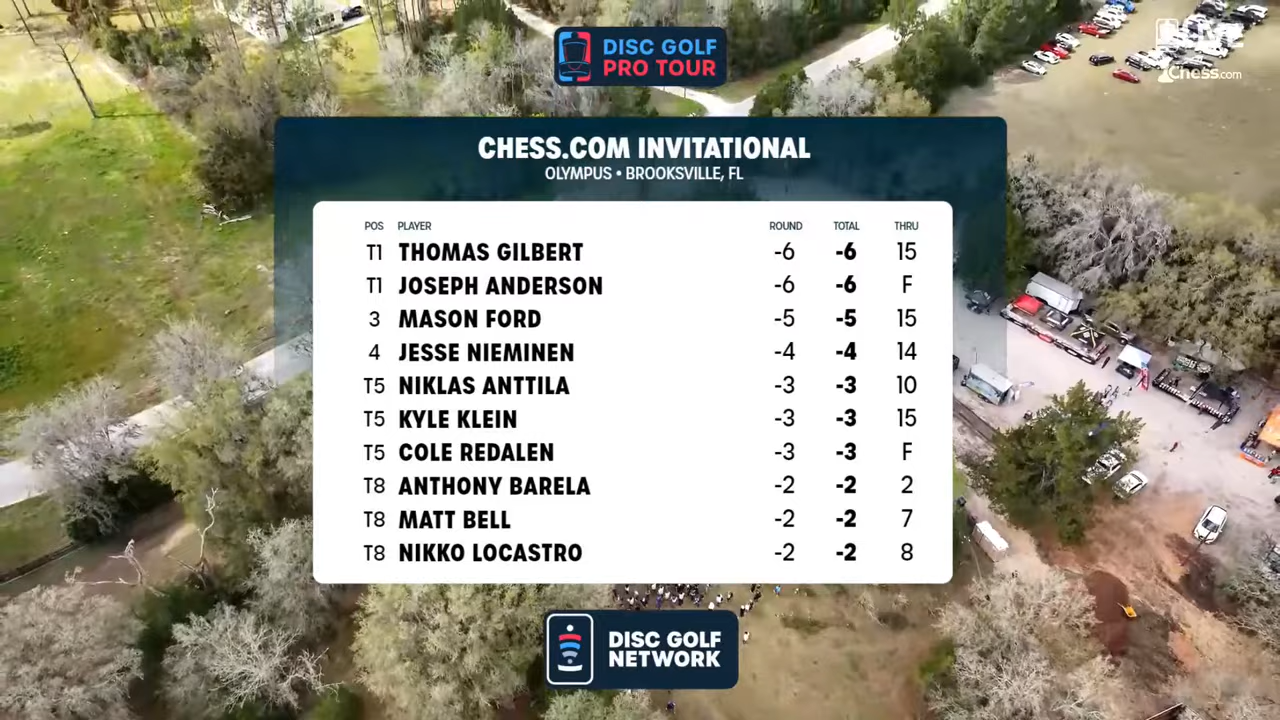 DISC GOLF
PRO TOUR
LIVE
Chess.com
CHESS.COM INVITATIONAL
OLYMPUS • BROOKSVILLE, FL
POS PLAYER ROUND TOTAL THRU
T1 THOMAS GILBERT -6 -6 15
T1 JOSEPH ANDERSON -6 -6 F
3 MASON FORD -5 -5 15
4 JESSE NIEMINEN -4 -4 14
T5 NIKLAS ANTTILA -3 -3 10
T5 KYLE KLEIN -3 -3 15
T5 COLE REDALEN -3 -3 F
T8 ANTHONY BARELA -2 -2 2
T8 MATT BELL -2 -2 7
T8 NIKKO LOCASTRO -2 -2 8
DISC GOLF
NETWORK